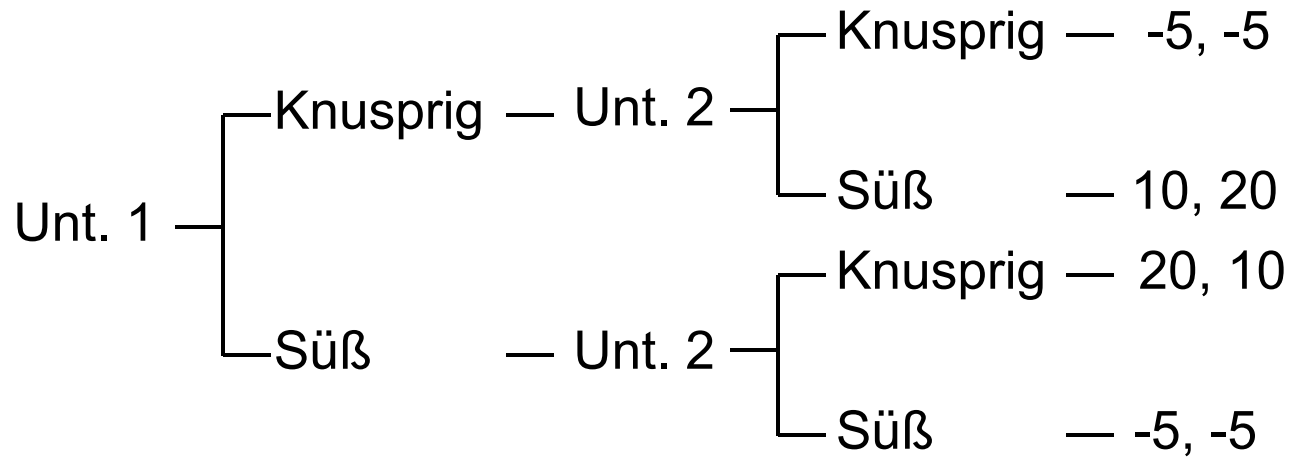 Knusprig — -5, -5
Knusprig — Unt. 2
Süß — 10, 20
Unt. 1
Knusprig — 20, 10
Süß — Unt. 2
Süß — -5, -5